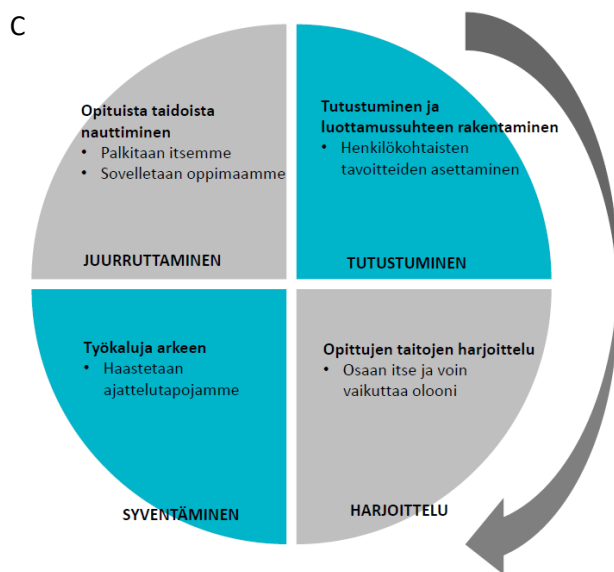 C
Opituista taidoista
nauttiminen
• Palkitaan itsemme
• Sovelletaan oppimaamme
JUURRUTTAMINEN
Tutustuminen ja
luottamussuhteen rakentaminen
• Henkilökohtaisten
tavoitteiden asettaminen
TUTUSTUMINEN
Työkaluja arkeen
• Haastetaan
ajattelutapojamme
SYVENTÄMINEN
Opittujen taitojen harjoittelu
• Osaan itse ja voin
vaikuttaa olooni
HARJOITTELU